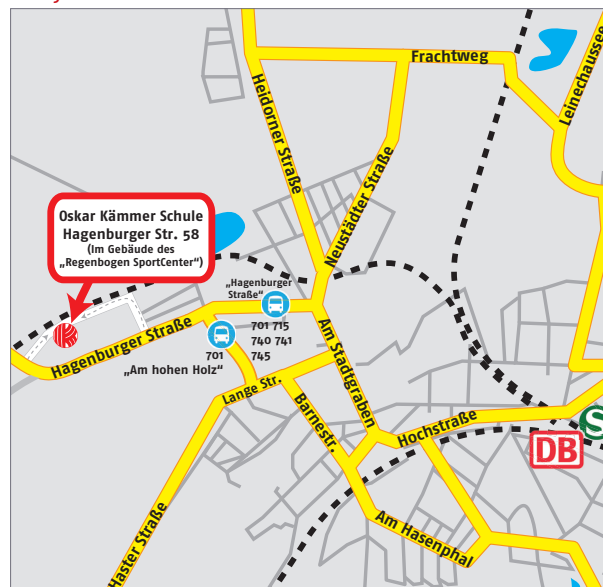 Frachtweg
Leinechaussee
Heidorner Straße
Neustädter Straße
Oskar Kämmer Schule
Hagenburger Str. 58
(Im Gebäude des
„Regenbogen SportCenter“)
„Hagenburger
Straße“
701 715
740 741
745
701
„Am hohen Holz“
Hagenburger Straße
Am Stadtgraben
Lange Str.
Barnestr.
Hochstraße
S
DB
Am Hasenphal
Haster Straße